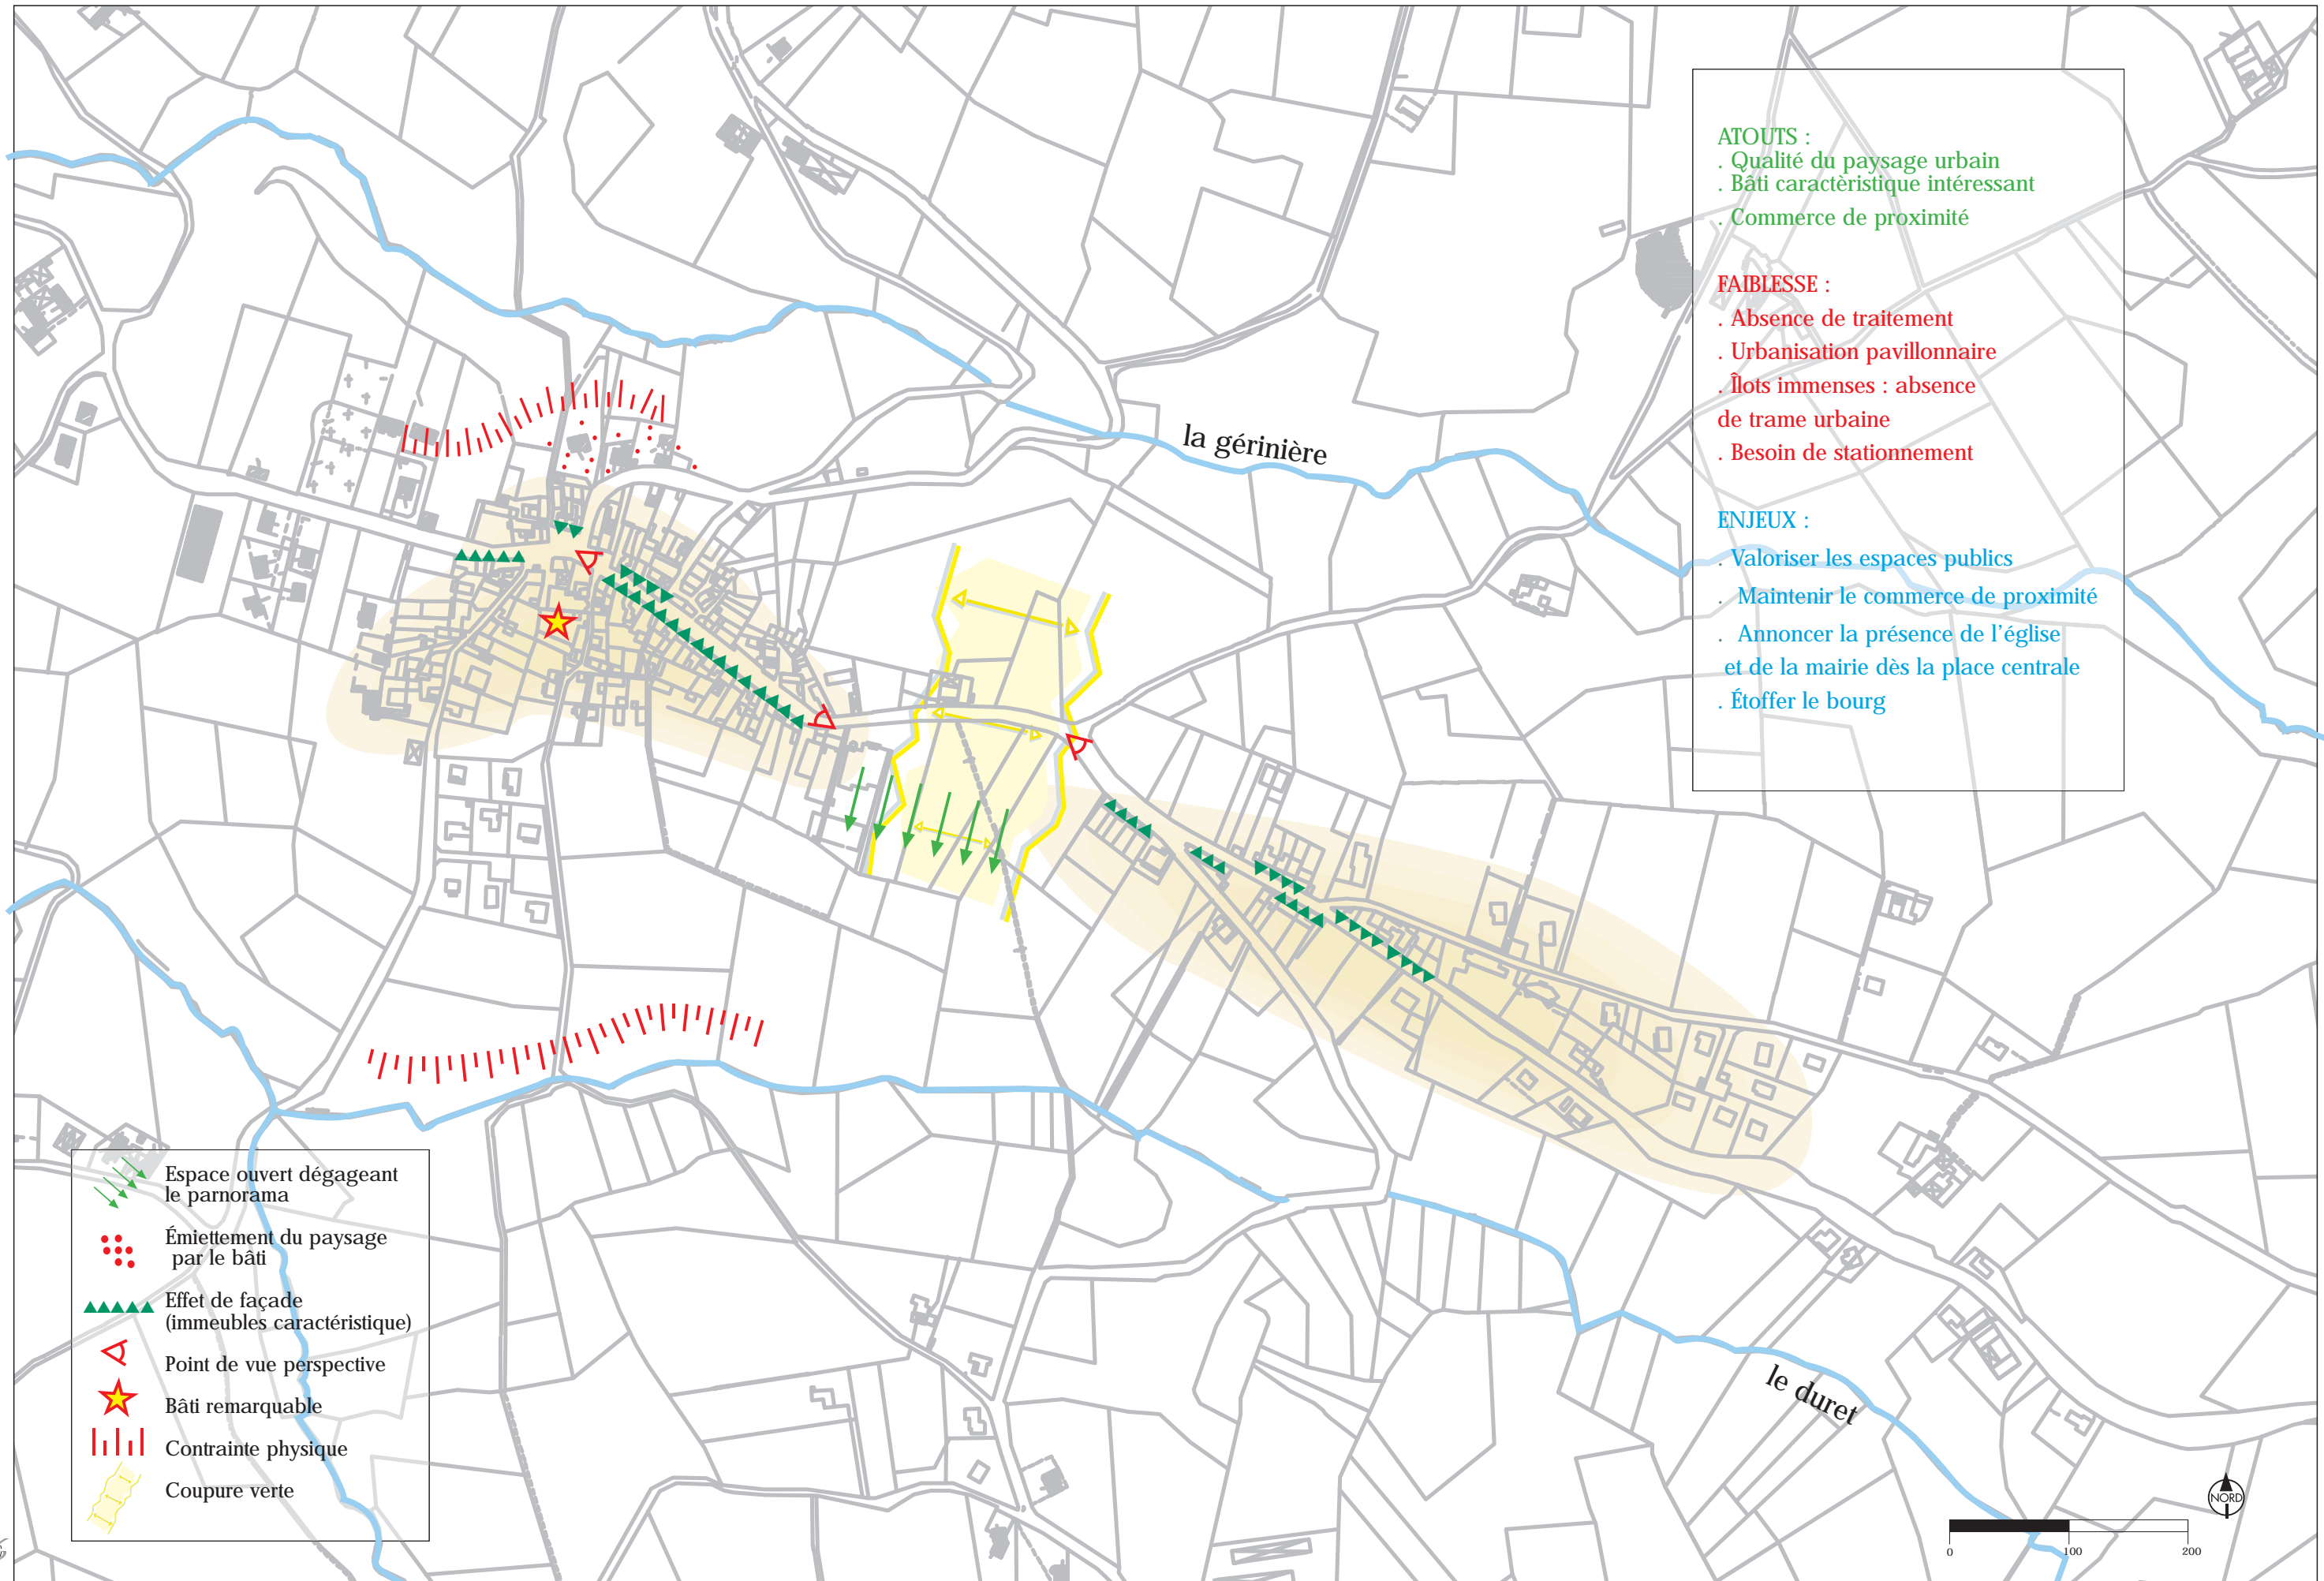 ATOUTS :
. Qualité du paysage urbain
. Bâti caractèristique intéressant
. Commerce de proximité
FAIBLESSE :
. Absence de traitement
. Urbanisation pavillonnaire
. Îlots immenses : absence
de trame urbaine
. Besoin de stationnement
ENJEUX :
. Valoriser les espaces publics
. Maintenir le commerce de proximité
. Annoncer la présence de l'église
et de la mairie dès la place centrale
. Étoffer le bourg
la gérinière
le duret
Espace ouvert dégageant
le parnorama
Émiettement du paysage
par le bâti
Effet de façade
(immeubles caractéristique)
Point de vue perspective
Bâti remarquable
Contrainte physique
Coupure verte
NORD
0 100 200